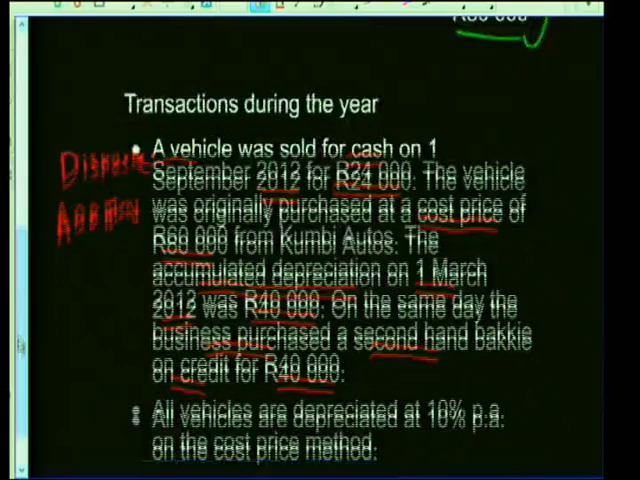 Transactions during the year
• A vehicle was sold for cash on 1
September 2012 for R24 000. The vehicle
was originally purchased at a cost price of
R60 000 from Kumbi Autos. The
accumulated depreciation on 1 March
2012 was R40 000. On the same day the
business purchased a second hand bakkie
on credit for R40 000.
• All vehicles are depreciated at 10% p.a.
on the cost price method.
Disposal
Addition